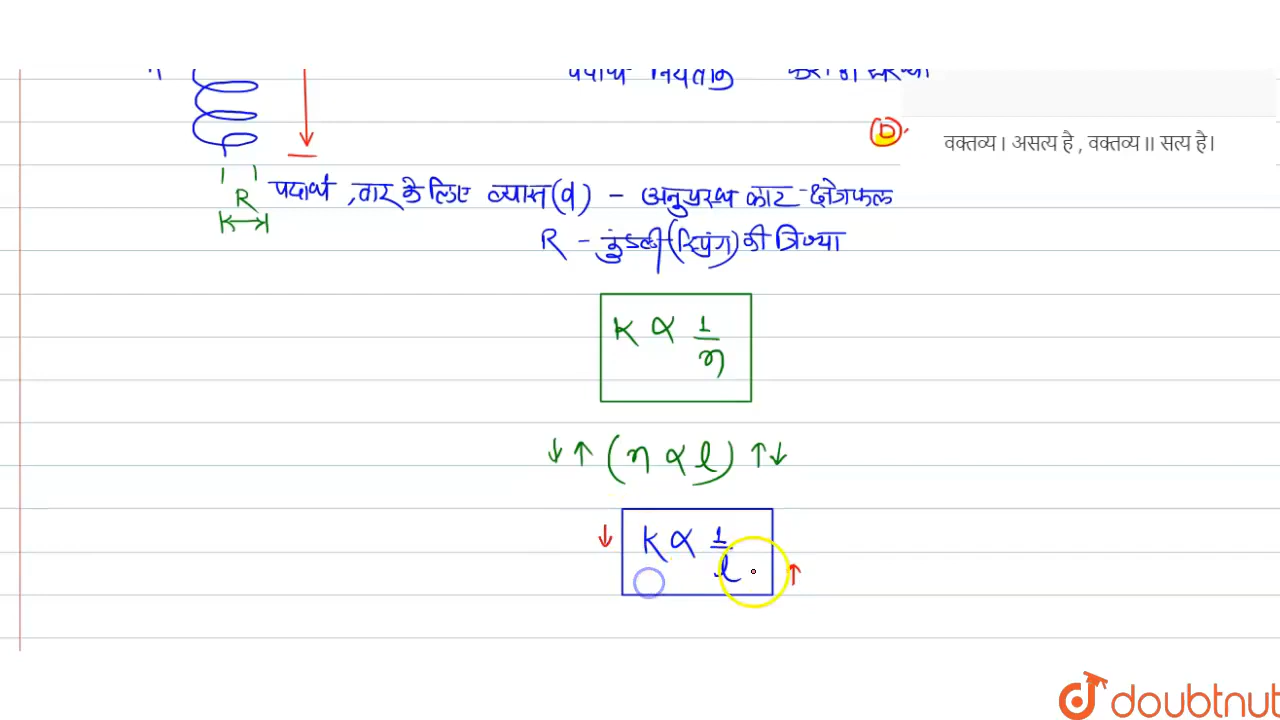 D
वक्तव्य I असत्य है , वक्तव्य II सत्य है।
R
पदार्थ , तार के लिए व्यास (d) – अनुप्रस्थ काट - क्षेत्रफल
R – कुंडली (स्प्रिंग) की त्रिज्या
K ∝ 1/n
↓ ↑ (n ∝ l) ↑ ↓
↓ K ∝ 1/l ↑
doubtnut